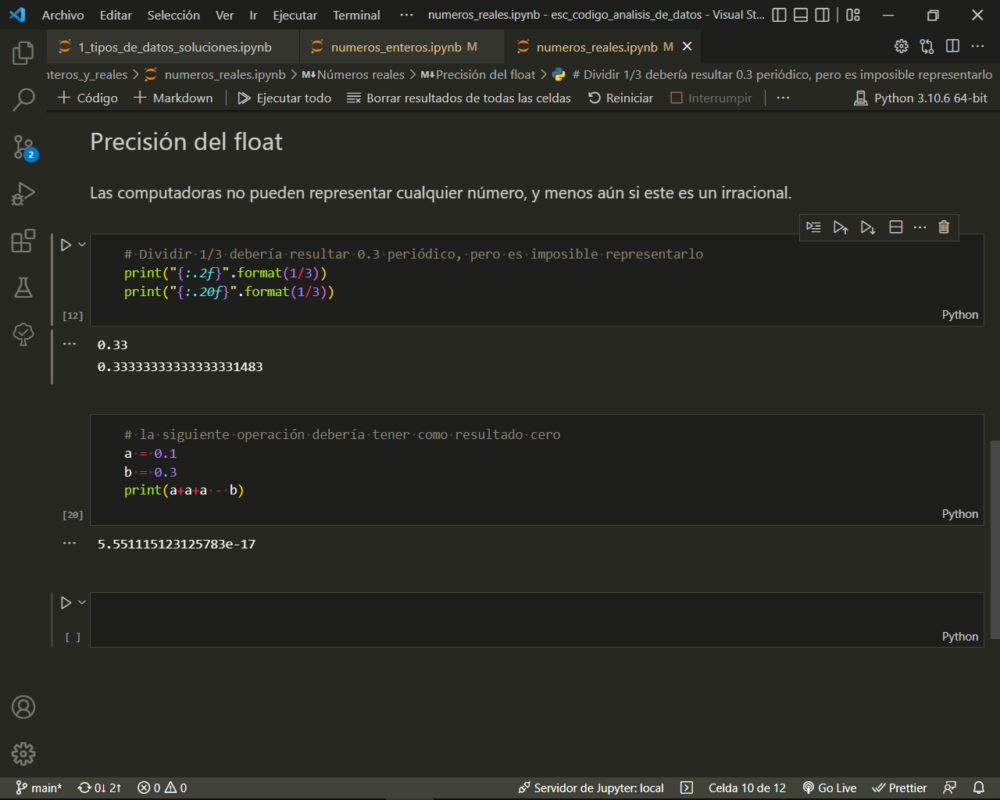 Archivo Editar Selección Ver Ir Ejecutar Terminal ··· numeros_reales.ipynb - esc_codigo_analisis_de_datos - Visual St...
1_tipos_de_datos_soluciones.ipynb numeros_enteros.ipynb M numeros_reales.ipynb M
nteros_y_reales > numeros_reales.ipynb > M↓Números reales > M↓Precisión del float > # Dividir 1/3 debería resultar 0.3 periódico, pero es imposible representarlo
+ Código + Markdown Ejecutar todo Borrar resultados de todas las celdas Reiniciar Interrumpir ··· Python 3.10.6 64-bit
2
Precisión del float
Las computadoras no pueden representar cualquier número, y menos aún si este es un irracional.
# Dividir 1/3 debería resultar 0.3 periódico, pero es imposible representarlo
print("{:.2f}".format(1/3))
print("{:.20f}".format(1/3))
[12] Python
0.33
0.33333333333333331483
# la siguiente operación debería tener como resultado cero
a = 0.1
b = 0.3
print(a+a+a - b)
[20] Python
5.551115123125783e-17
[ ] Python
main* 0↓ 2↑ 0 0 Servidor de Jupyter: local Celda 10 de 12 Go Live Prettier